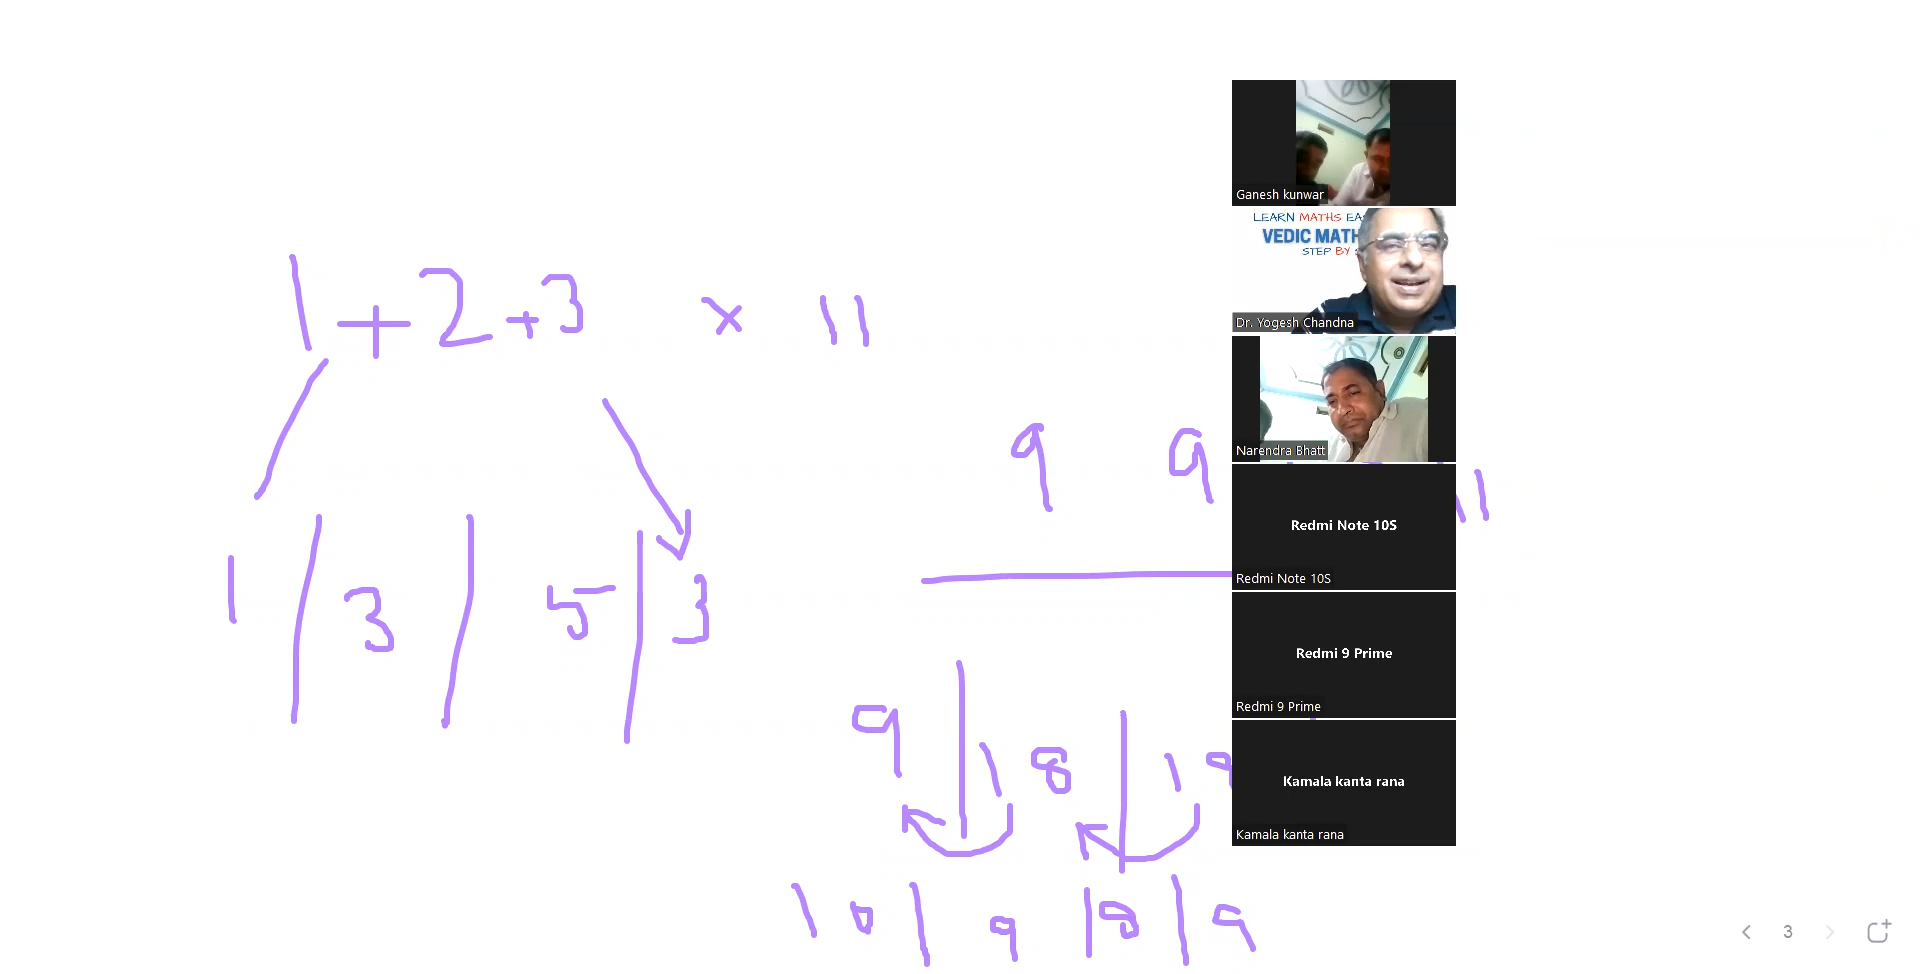 Ganesh kunwar
LEARN MATHS EA
VEDIC MATH
STEP BY
Dr. Yogesh Chandna
1 + 2 + 3 × 11
Narendra Bhatt
9 9 11
Redmi Note 10S
Redmi Note 10S
1 | 3 | 5 | 3
Redmi 9 Prime
Redmi 9 Prime
9 | 1 8 | 1
Kamala kanta rana
Kamala kanta rana
1 0 | 9 | 8 | 9
3